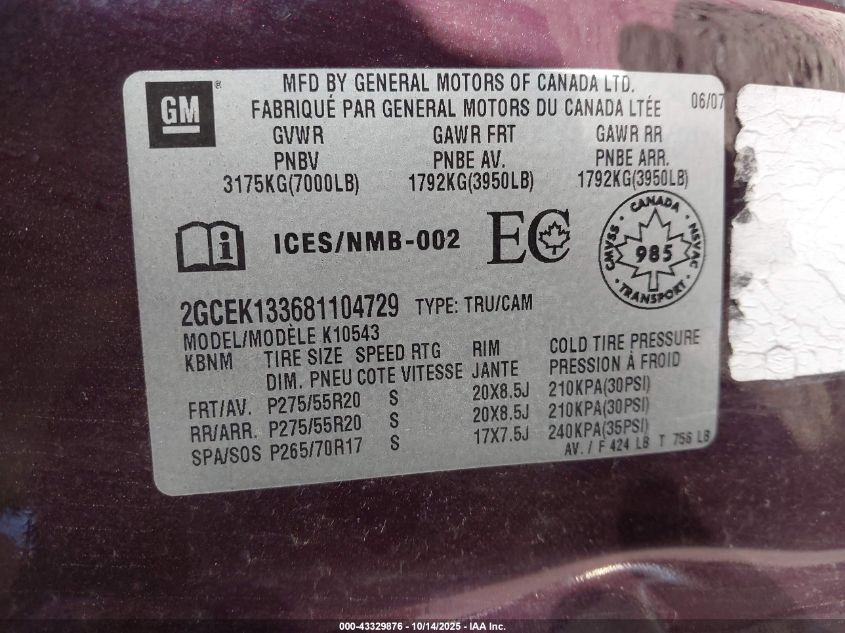 GM®
MFD BY GENERAL MOTORS OF CANADA LTD.
FABRIQUÉ PAR GENERAL MOTORS DU CANADA LTÉE
06/07
GVWR GAWR FRT GAWR RR
PNBV PNBE AV. PNBE ARR.
3175KG(7000LB) 1792KG(3950LB) 1792KG(3950LB)
i ICES/NMB-002 EC
CANADA
CMVSS 985 NSVAC
TRANSPORT
2GCEK133681104729 TYPE: TRU/CAM
MODEL/MODÈLE K10543
KBNM TIRE SIZE SPEED RTG RIM COLD TIRE PRESSURE
DIM. PNEU COTE VITESSE JANTE PRESSION À FROID
FRT/AV. P275/55R20 S 20X8.5J 210KPA(30PSI)
RR/ARR. P275/55R20 S 20X8.5J 210KPA(30PSI)
SPA/SOS P265/70R17 S 17X7.5J 240KPA(35PSI)
AV. / F 424 LB T 756 LB
000-43329876 | 10/14/2025 | IAA Inc.